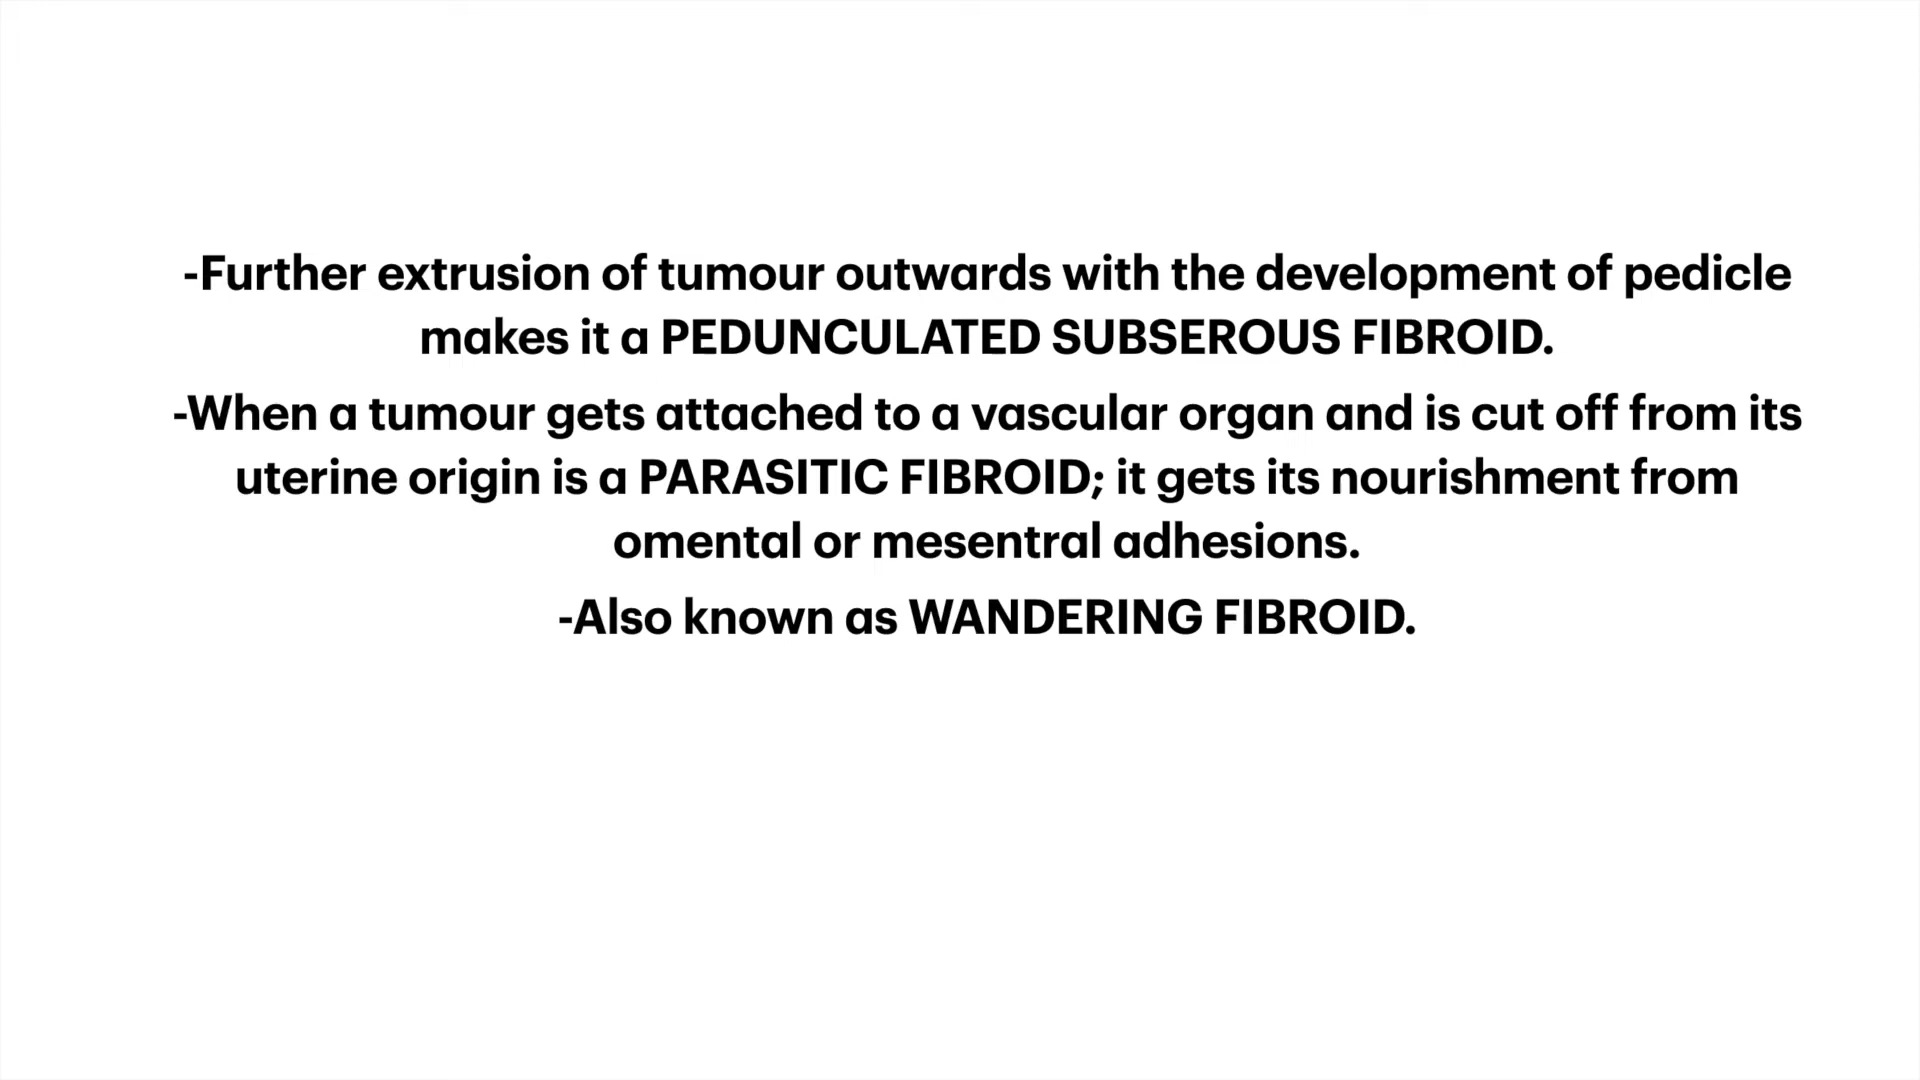 -Further extrusion of tumour outwards with the development of pedicle
makes it a PEDUNCULATED SUBSEROUS FIBROID.
-When a tumour gets attached to a vascular organ and is cut off from its
uterine origin is a PARASITIC FIBROID; it gets its nourishment from
omental or mesentral adhesions.
-Also known as WANDERING FIBROID.